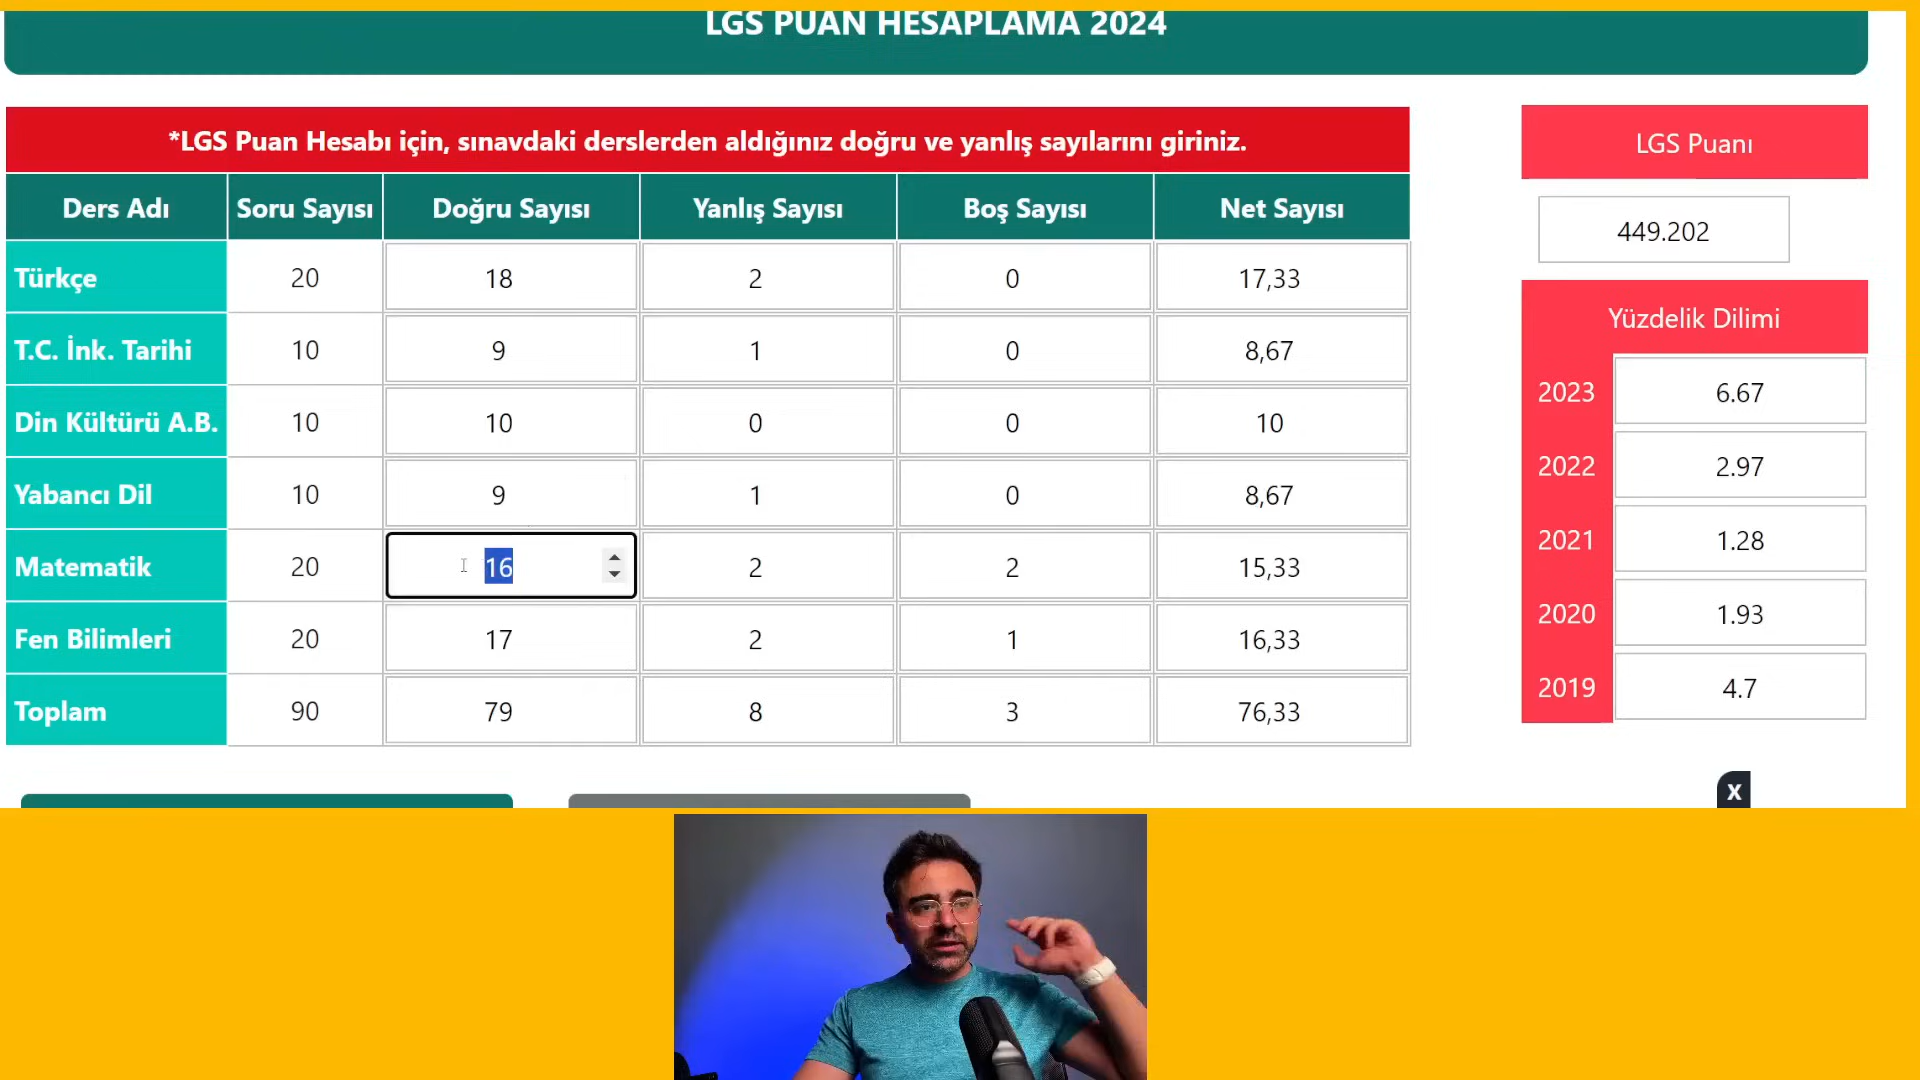 LGS PUAN HESAPLAMA 2024
*LGS Puan Hesabı için, sınavdaki derslerden aldığınız doğru ve yanlış sayılarını giriniz.
Ders Adı Soru Sayısı Doğru Sayısı Yanlış Sayısı Boş Sayısı Net Sayısı
Türkçe 20 18 2 0 17,33
T.C. İnk. Tarihi 10 9 1 0 8,67
Din Kültürü A.B. 10 10 0 0 10
Yabancı Dil 10 9 1 0 8,67
Matematik 20 16 2 2 15,33
Fen Bilimleri 20 17 2 1 16,33
Toplam 90 79 8 3 76,33
LGS Puanı
449.202
Yüzdelik Dilimi
2023 6.67
2022 2.97
2021 1.28
2020 1.93
2019 4.7
X